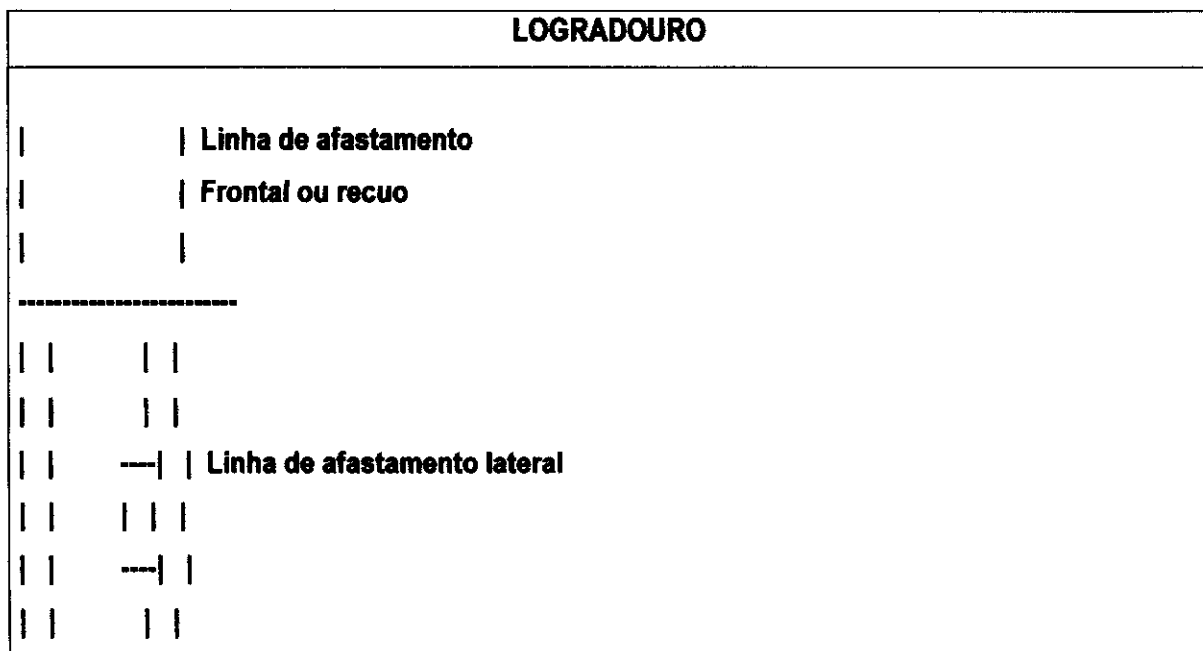 LOGRADOURO
| | Linha de afastamento
| | Frontal ou recuo
| |
-------------------------
| | | |
| | | |
| | ----| | Linha de afastamento lateral
| | | | |
| | ----| |
| | | |